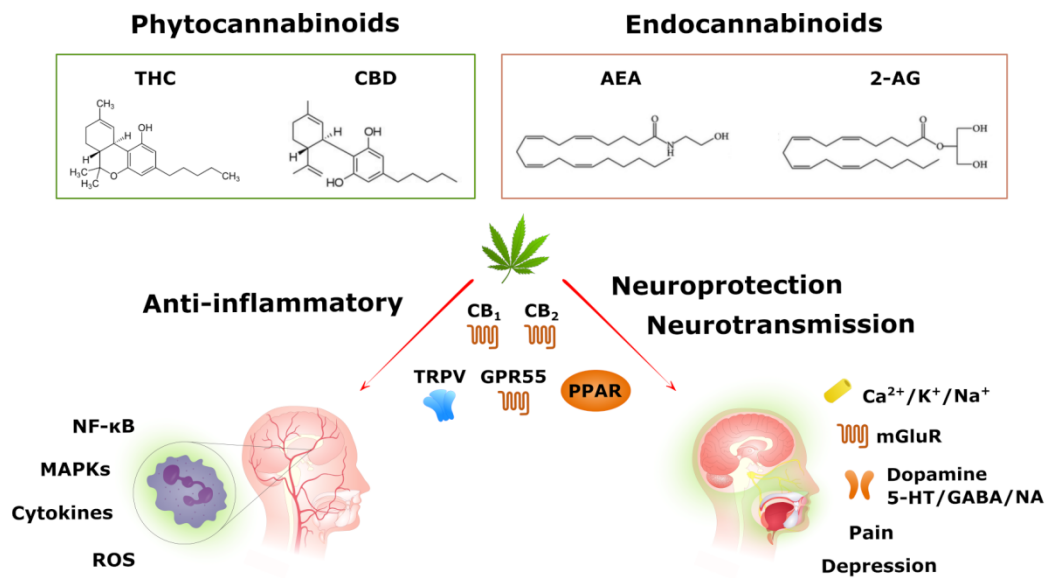 Phytocannabinoids
Endocannabinoids
THC
CBD
AEA
2-AG
CH₃
OH
H
H
H₃C
H₃C
O
CH₃
H
OH
H
HO
O
N
H
OH
O
O
OH
OH
Anti-inflammatory
Neuroprotection
Neurotransmission
CB₁
CB₂
TRPV
GPR55
PPAR
NF-κB
MAPKs
Cytokines
ROS
Ca²⁺/K⁺/Na⁺
mGluR
Dopamine
5-HT/GABA/NA
Pain
Depression